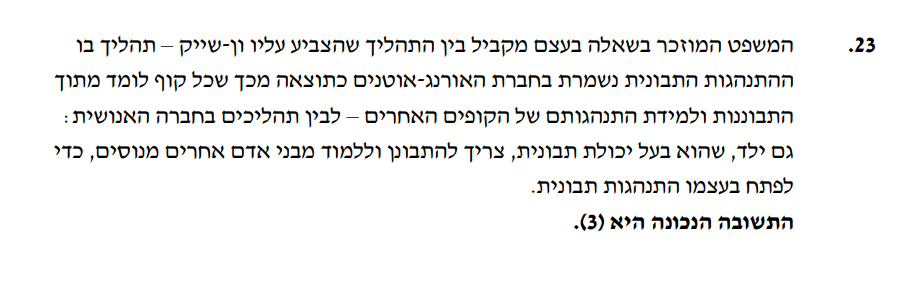 23. המשפט המוזכר בשאלה בעצם מקביל בין התהליך שהצביע עליו ון-שייק – תהליך בו
ההתנהגות התבונית נשמרת בחברת האורנג-אוטנים כתוצאה מכך שכל קוף לומד מתוך
התבוננות ולמידת התנהגותם של הקופים האחרים – לבין תהליכים בחברה האנושית:
גם ילד, שהוא בעל יכולת תבונית, צריך להתבונן וללמוד מבני אדם אחרים מנוסים, כדי
לפתח בעצמו התנהגות תבונית.
התשובה הנכונה היא (3).